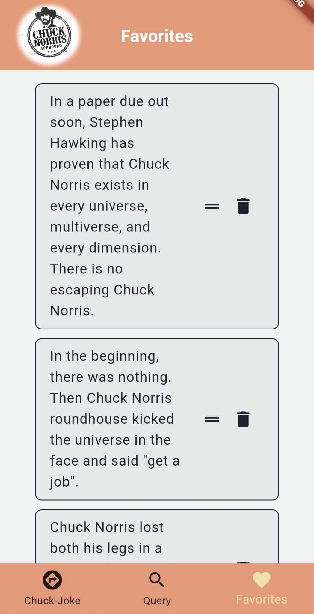 CHUCK
NORRIS
Favorites
In a paper due out
soon, Stephen
Hawking has
proven that Chuck
Norris exists in
every universe,
multiverse, and
every dimension.
There is no
escaping Chuck
Norris.
In the beginning,
there was nothing.
Then Chuck Norris
roundhouse kicked
the universe in the
face and said "get a
job".
Chuck Norris lost
both his legs in a
Chuck-Joke
Query
Favorites